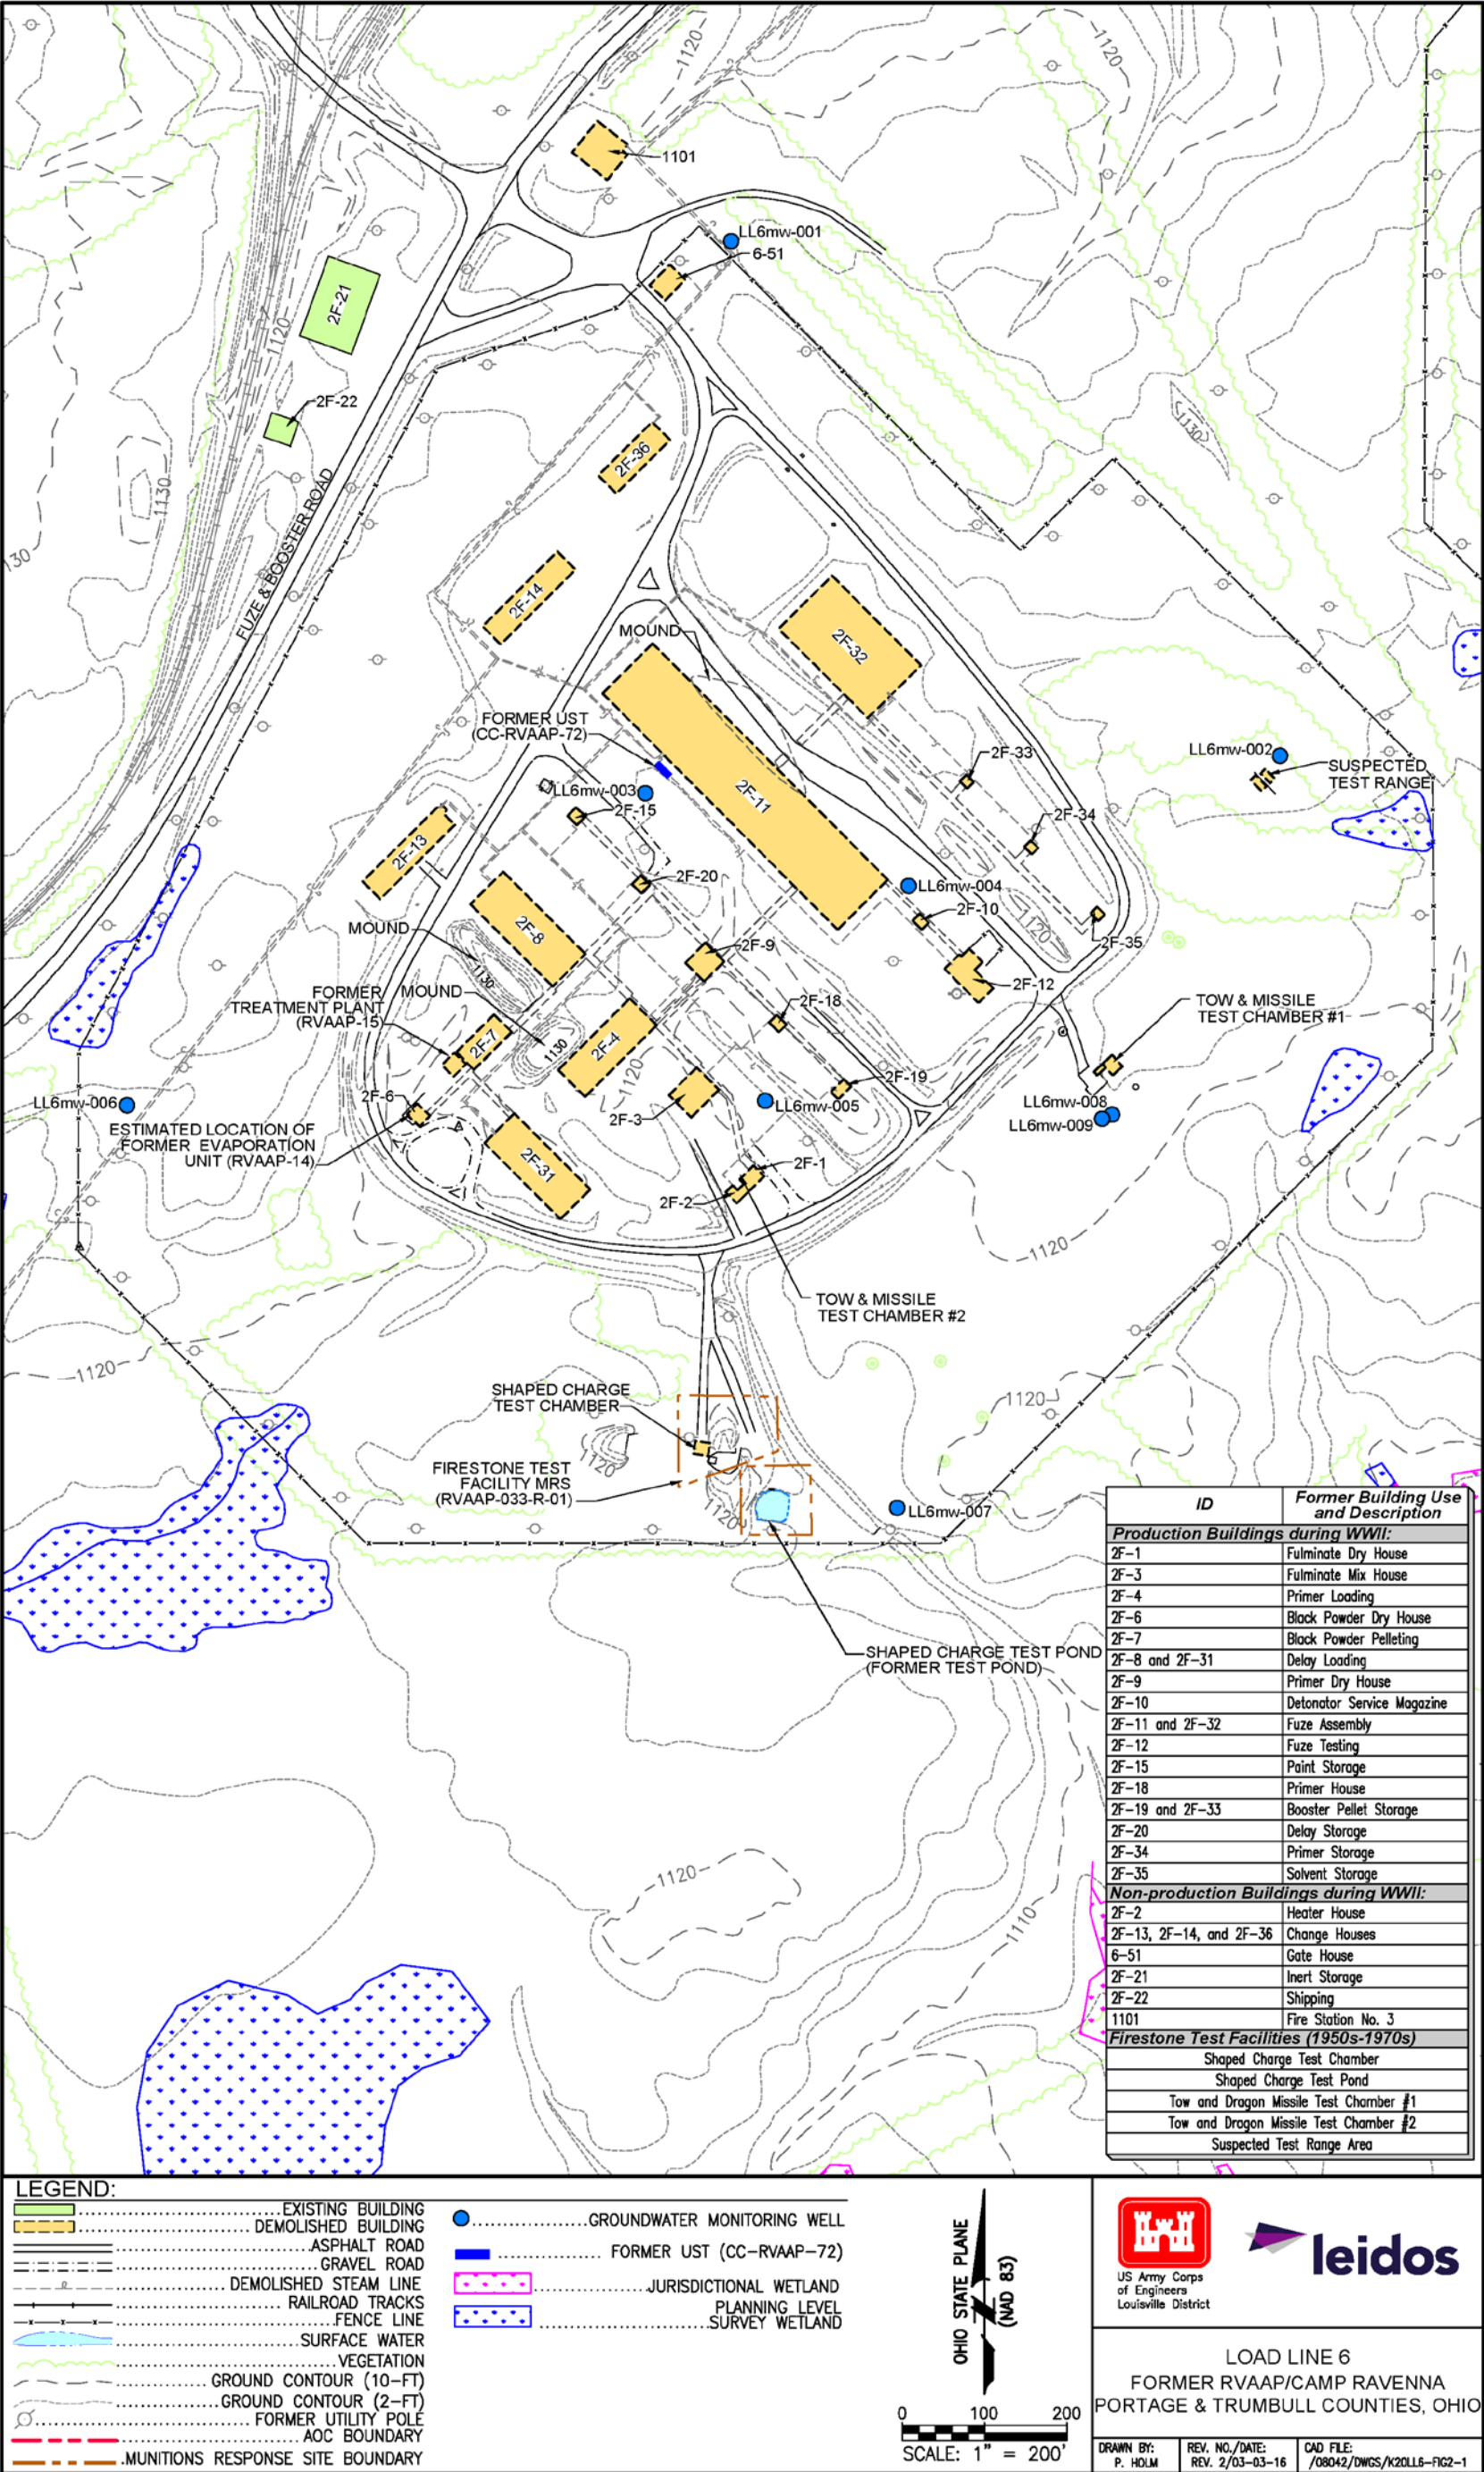 1120
1120
1101
LL6mw-001
6-51
2F-21
1120
2F-22
1130
1130
2F-36
130
FUZE & BOOSTER ROAD
2F-14
MOUND
2F-32
FORMER UST
(CC-RVAAP-72)
LL6mw-002
SUSPECTED
TEST RANGE
2F-33
2F-11
LL6mw-003
2F-15
2F-34
2F-13
2F-20
LL6mw-004
2F-10
2F-8
MOUND
1120
2F-35
2F-9
1130
2F-12
FORMER
TREATMENT PLANT
(RVAAP-15)
MOUND
2F-18
TOW & MISSILE
TEST CHAMBER #1
2F-7
1130
2F-4
1120
2F-19
2F-6
LL6mw-006
LL6mw-005
LL6mw-008
LL6mw-009
2F-3
ESTIMATED LOCATION OF
FORMER EVAPORATION
UNIT (RVAAP-14)
2F-31
2F-1
2F-2
1120
TOW & MISSILE
TEST CHAMBER #2
1120
SHAPED CHARGE
TEST CHAMBER
1120
1120
FIRESTONE TEST
FACILITY MRS
(RVAAP-033-R-01)
1120
LL6mw-007
SHAPED CHARGE TEST POND
(FORMER TEST POND)
1120
1110
ID Former Building Use
and Description
Production Buildings during WWII:
2F-1 Fulminate Dry House
2F-3 Fulminate Mix House
2F-4 Primer Loading
2F-6 Black Powder Dry House
2F-7 Black Powder Pelleting
2F-8 and 2F-31 Delay Loading
2F-9 Primer Dry House
2F-10 Detonator Service Magazine
2F-11 and 2F-32 Fuze Assembly
2F-12 Fuze Testing
2F-15 Paint Storage
2F-18 Primer House
2F-19 and 2F-33 Booster Pellet Storage
2F-20 Delay Storage
2F-34 Primer Storage
2F-35 Solvent Storage
Non-production Buildings during WWII:
2F-2 Heater House
2F-13, 2F-14, and 2F-36 Change Houses
6-51 Gate House
2F-21 Inert Storage
2F-22 Shipping
1101 Fire Station No. 3
Firestone Test Facilities (1950s-1970s)
Shaped Charge Test Chamber
Shaped Charge Test Pond
Tow and Dragon Missile Test Chamber #1
Tow and Dragon Missile Test Chamber #2
Suspected Test Range Area
LEGEND:
EXISTING BUILDING
DEMOLISHED BUILDING
ASPHALT ROAD
GRAVEL ROAD
DEMOLISHED STEAM LINE
RAILROAD TRACKS
FENCE LINE
SURFACE WATER
VEGETATION
GROUND CONTOUR (10-FT)
GROUND CONTOUR (2-FT)
FORMER UTILITY POLE
AOC BOUNDARY
MUNITIONS RESPONSE SITE BOUNDARY
GROUNDWATER MONITORING WELL
FORMER UST (CC-RVAAP-72)
JURISDICTIONAL WETLAND
PLANNING LEVEL
SURVEY WETLAND
OHIO STATE PLANE
(NAD 83)
0 100 200
SCALE: 1" = 200'
US Army Corps
of Engineers
Louisville District
leidos
LOAD LINE 6
FORMER RVAAP/CAMP RAVENNA
PORTAGE & TRUMBULL COUNTIES, OHIO
DRAWN BY:
P. HOLM
REV. NO./DATE:
REV. 2/03-03-16
CAD FILE:
/08042/DWGS/K20LL6-FIG2-1